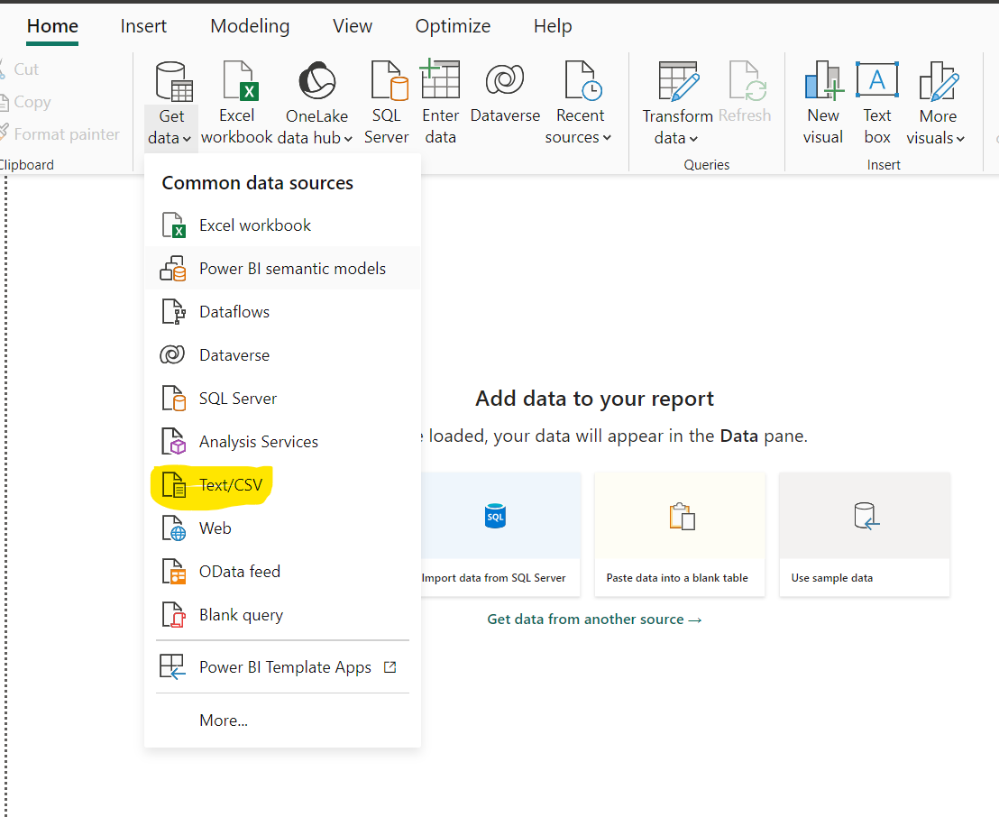 Home Insert Modeling View Optimize Help
Cut
Copy
Format painter
Clipboard
Get data
Excel workbook
OneLake data hub
SQL Server
Enter data
Dataverse
Recent sources
Transform data
Refresh
Queries
New visual
Text box
More visuals
Insert
Common data sources
Excel workbook
Power BI semantic models
Dataflows
Dataverse
SQL Server
Analysis Services
Text/CSV
Web
OData feed
Blank query
Power BI Template Apps
More...
Add data to your report
loaded, your data will appear in the Data pane.
SQL
Import data from SQL Server
Paste data into a blank table
Use sample data
Get data from another source →